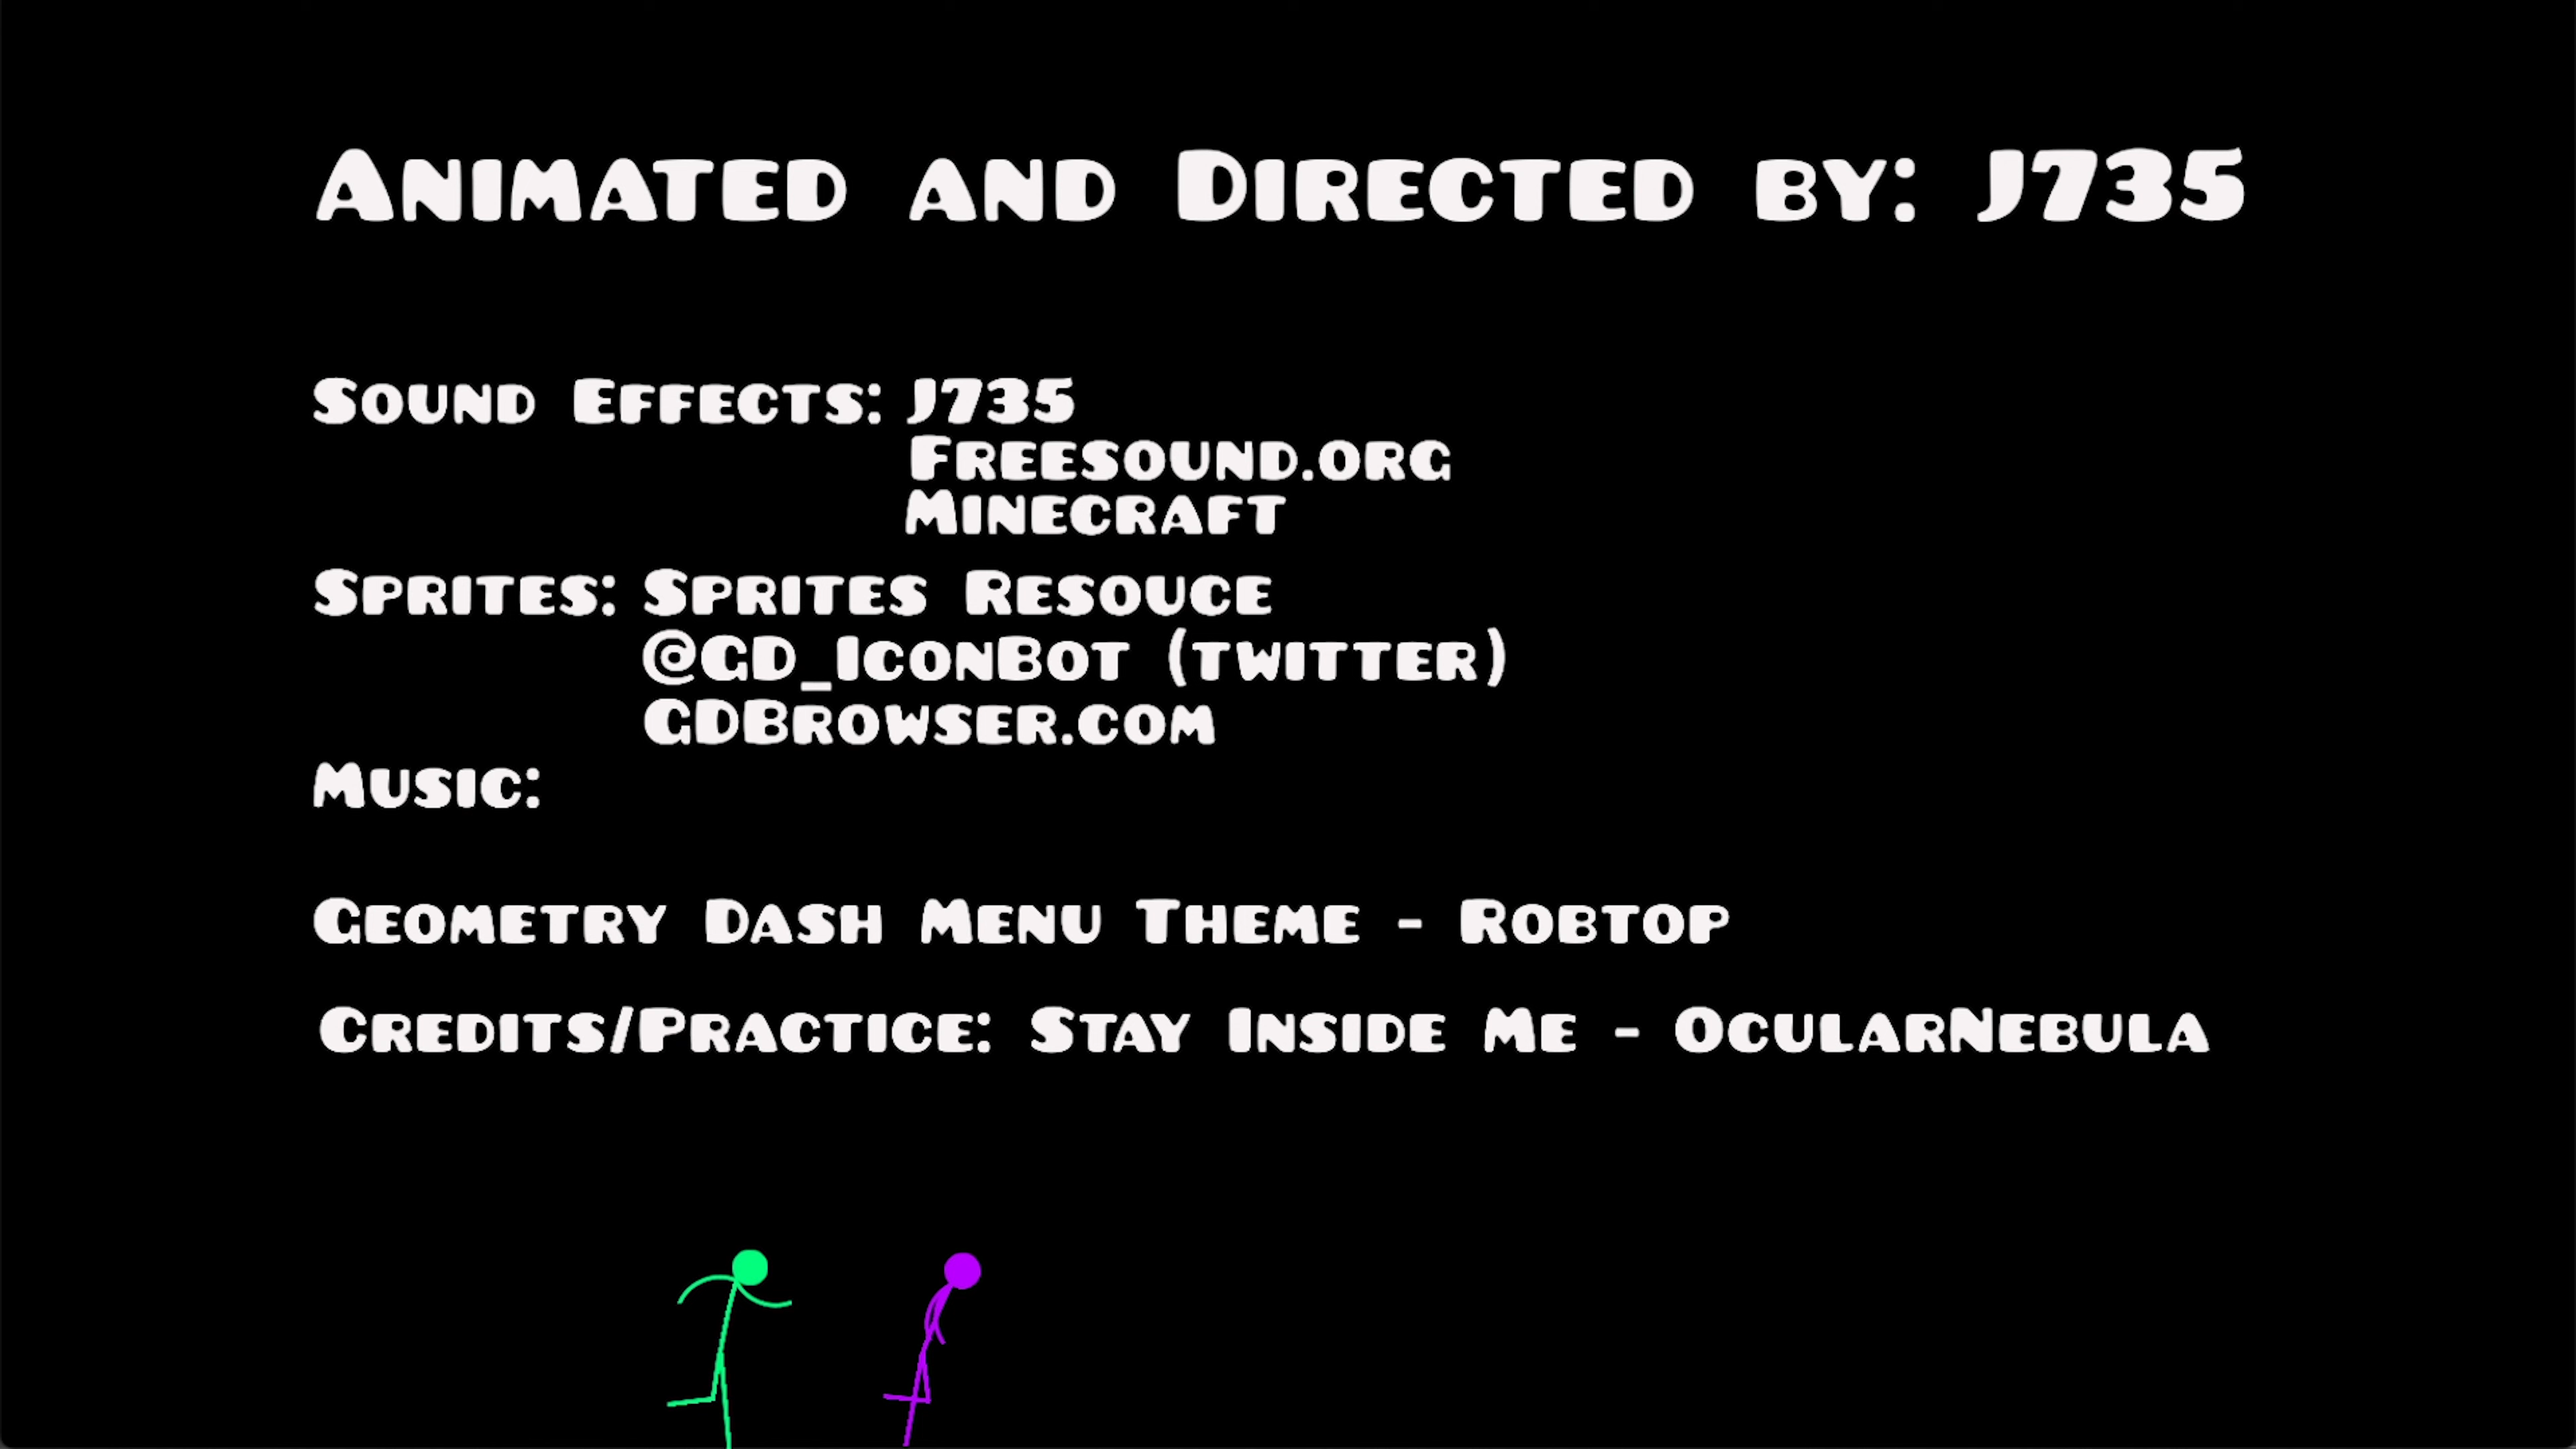 Animated and Directed by: J735
Sound Effects: J735
Freesound.org
Minecraft
Sprites: Sprites Resouce
@GD_IconBot (twitter)
GDBrowser.com
Music:
Geometry Dash Menu Theme - Robtop
Credits/Practice: Stay Inside Me - OcularNebula